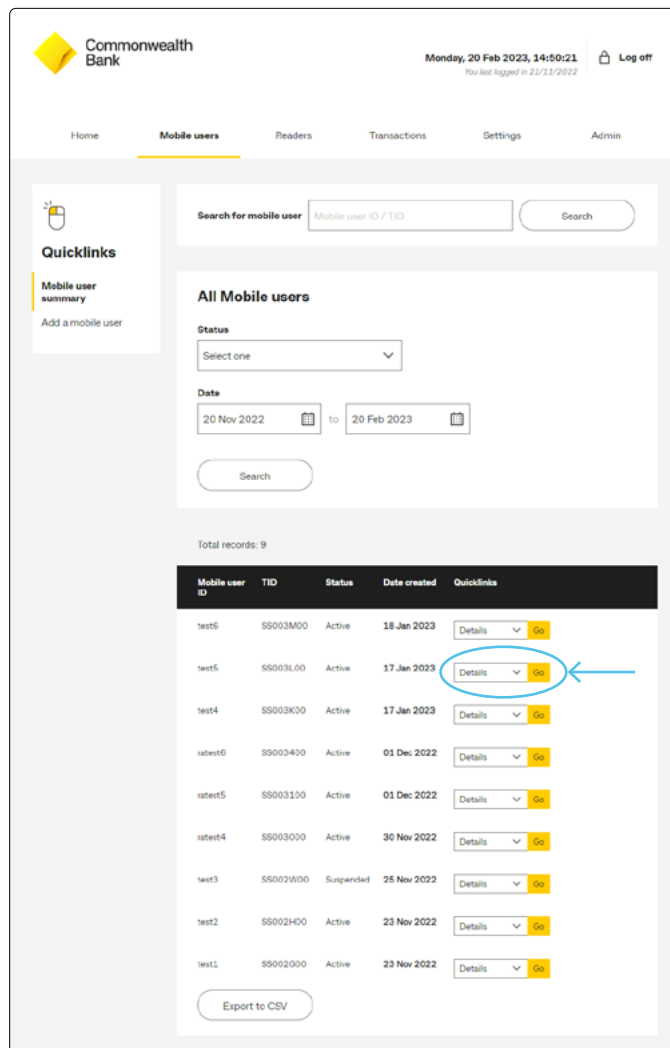 Commonwealth
Bank
Monday, 20 Feb 2023, 14:50:21
Log off
You last logged in 21/11/2022
Home Mobile users Readers Transactions Settings Admin
Search for mobile user Mobile user ID / TID Search
Quicklinks
Mobile user
summary
Add a mobile user
All Mobile users
Status
Select one
Date
20 Nov 2022 to 20 Feb 2023
Search
Total records: 9
Mobile user
ID TID Status Date created Quicklinks
test6 SS003M00 Active 18 Jan 2023 Details Go
test5 SS003L00 Active 17 Jan 2023 Details Go
test4 SS003K00 Active 17 Jan 2023 Details Go
SS003400 Active 01 Dec 2022 Details Go
SS003100 Active 01 Dec 2022 Details Go
SS003000 Active 30 Nov 2022 Details Go
test3 SS002W00 Suspended 25 Nov 2022 Details Go
test2 SS002H00 Active 23 Nov 2022 Details Go
test1 Active 23 Nov 2022 Details Go
Export to CSV